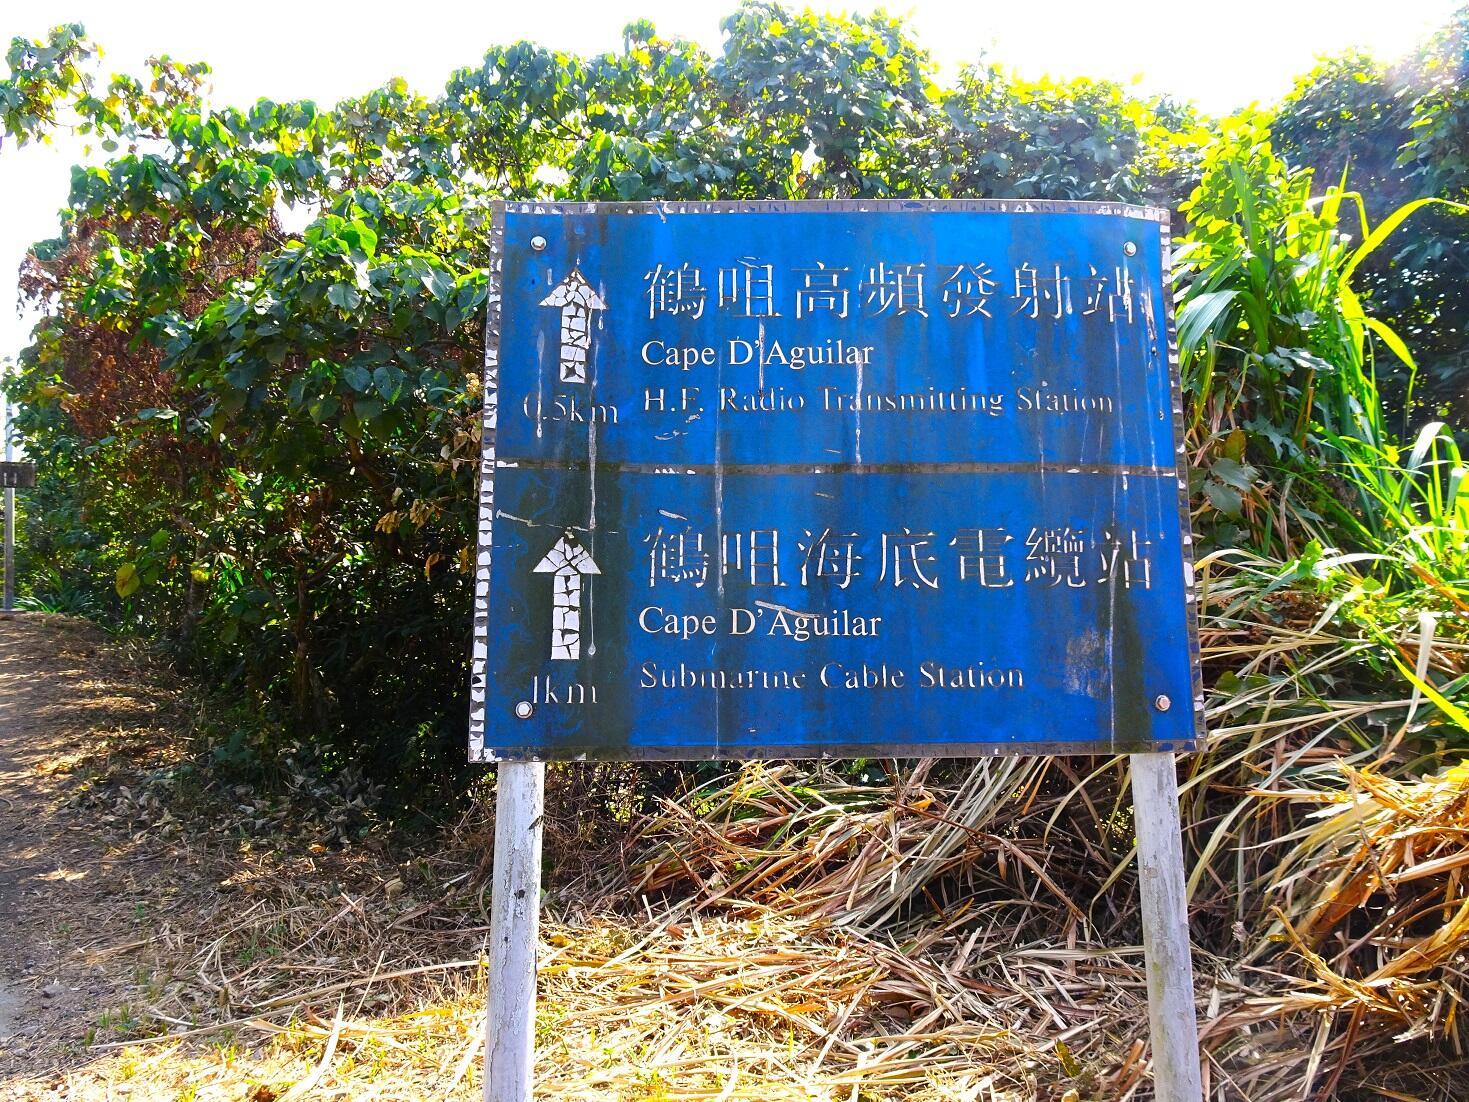 鶴咀高頻發射站
Cape D'Aguilar
0.5km H.F. Radio Transmitting Station
鶴咀海底電纜站
Cape D'Aguilar
Submarine Cable Station
1km